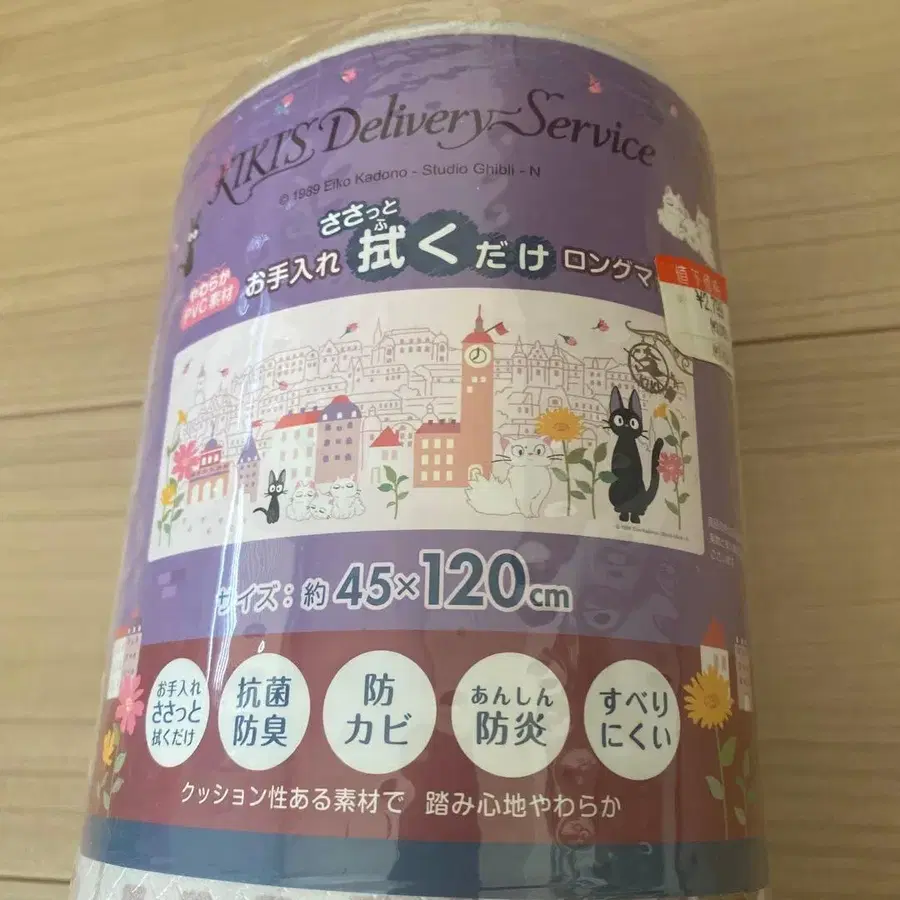 KIKIS Delivery Service
© 1989 Eiko Kadono - Studio Ghibli - N
ささっと
やわらか
PVC素材
お手入れ 拭くだけ ロングマ
ふ
サイズ：約 45×120cm
お手入れ
ささっと
拭くだけ
抗菌
防臭
防
カビ
あんしん
防炎
すべり
にくい
クッション性ある素材で 踏み心地やわらか